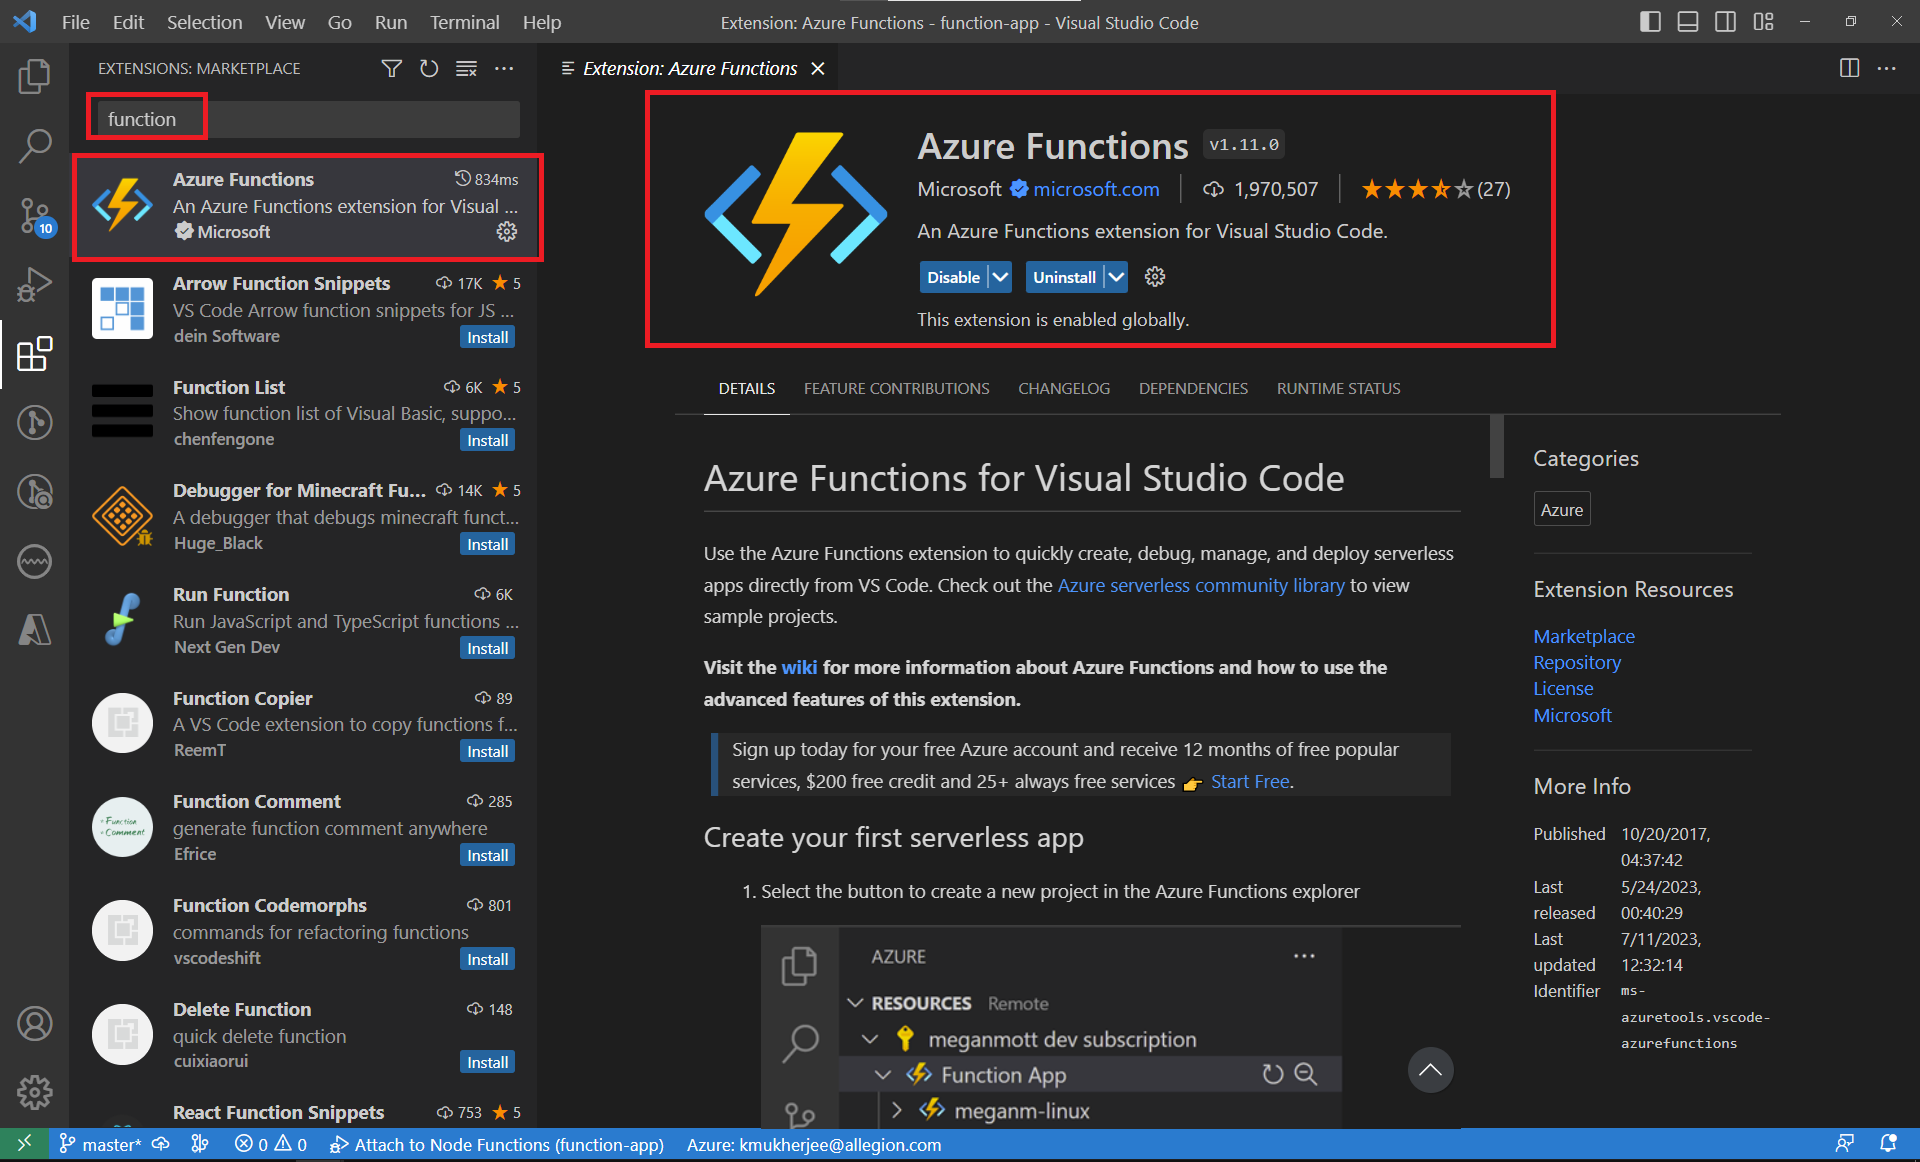 File Edit Selection View Go Run Terminal Help
Extension: Azure Functions - function-app - Visual Studio Code
EXTENSIONS: MARKETPLACE
function
Azure Functions 834ms
An Azure Functions extension for Visual ...
Microsoft
Arrow Function Snippets 17K 5
VS Code Arrow function snippets for JS ...
dein Software Install
Function List 6K 5
Show function list of Visual Basic, suppo...
chenfengone Install
Debugger for Minecraft Fu... 14K 5
A debugger that debugs minecraft funct...
Huge_Black Install
Run Function 6K
Run JavaScript and TypeScript functions ...
Next Gen Dev Install
Function Copier 89
A VS Code extension to copy functions f...
ReemT Install
Function Comment 285
generate function comment anywhere
Efrice Install
Function
Comment
Function Codemorphs 801
commands for refactoring functions
vscodeshift Install
Delete Function 148
quick delete function
cuixiaorui Install
React Function Snippets 753 5
10
Extension: Azure Functions
Azure Functions v1.11.0
Microsoft microsoft.com 1,970,507 (27)
An Azure Functions extension for Visual Studio Code.
Disable Uninstall
This extension is enabled globally.
DETAILS FEATURE CONTRIBUTIONS CHANGELOG DEPENDENCIES RUNTIME STATUS
Azure Functions for Visual Studio Code
Use the Azure Functions extension to quickly create, debug, manage, and deploy serverless
apps directly from VS Code. Check out the Azure serverless community library to view
sample projects.
Visit the wiki for more information about Azure Functions and how to use the
advanced features of this extension.
Sign up today for your free Azure account and receive 12 months of free popular
services, $200 free credit and 25+ always free services 👉 Start Free.
Create your first serverless app
1. Select the button to create a new project in the Azure Functions explorer
AZURE
RESOURCES Remote
meganmott dev subscription
Function App
meganm-linux
Categories
Azure
Extension Resources
Marketplace
Repository
License
Microsoft
More Info
Published 10/20/2017,
04:37:42
Last 5/24/2023,
released 00:40:29
Last 7/11/2023,
updated 12:32:14
Identifier ms-
azuretools.vscode-
azurefunctions
master* 0 0 Attach to Node Functions (function-app) Azure: kmukherjee@allegion.com